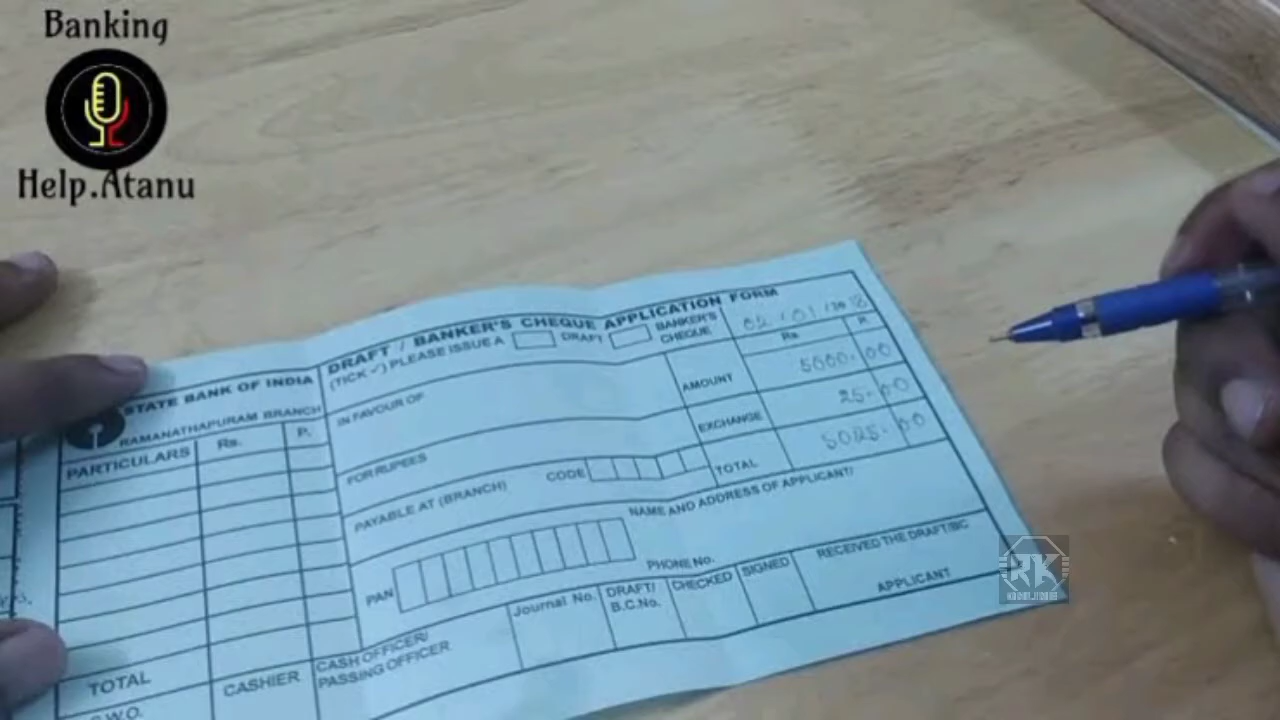 Banking
Help.Atanu
STATE BANK OF INDIA
RAMANATHAPURAM BRANCH
PARTICULARS Rs. P.
TOTAL
CASHIER
DRAFT / BANKER'S CHEQUE APPLICATION FORM
(TICK ✓) PLEASE ISSUE A DRAFT BANKER'S CHEQUE
02/01/2018
Rs. P.
IN FAVOUR OF
AMOUNT 5000.00
EXCHANGE 25.00
FOR RUPEES
TOTAL 5025.00
PAYABLE AT (BRANCH) CODE
NAME AND ADDRESS OF APPLICANT/
PAN
PHONE No.
CASH OFFICER/
PASSING OFFICER
Journal No.
DRAFT/
B.C.No.
CHECKED
SIGNED
RECEIVED THE DRAFT/BC
APPLICANT
RK